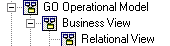 GO Operational Model
Business View
Relational View